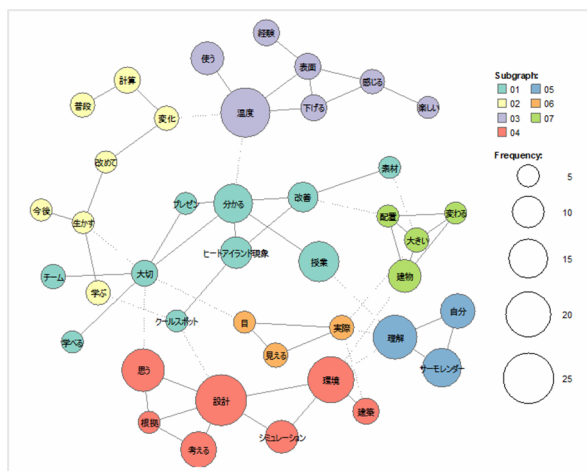 経験
使う
表面
感じる
計算
普段
温度
下げる
楽しい
変化
改めて
素材
プレゼン
分かる
改善
今後
生かす
配置
変わる
大きい
ヒートアイランド現象
チーム
大切
授業
建物
学ぶ
クールスポット
目
実際
自分
理解
学べる
見える
思う
環境
サーモレンダー
設計
建築
根拠
シミュレーション
考える
Subgraph:
01
05
02
06
03
07
04
Frequency:
5
10
15
20
25